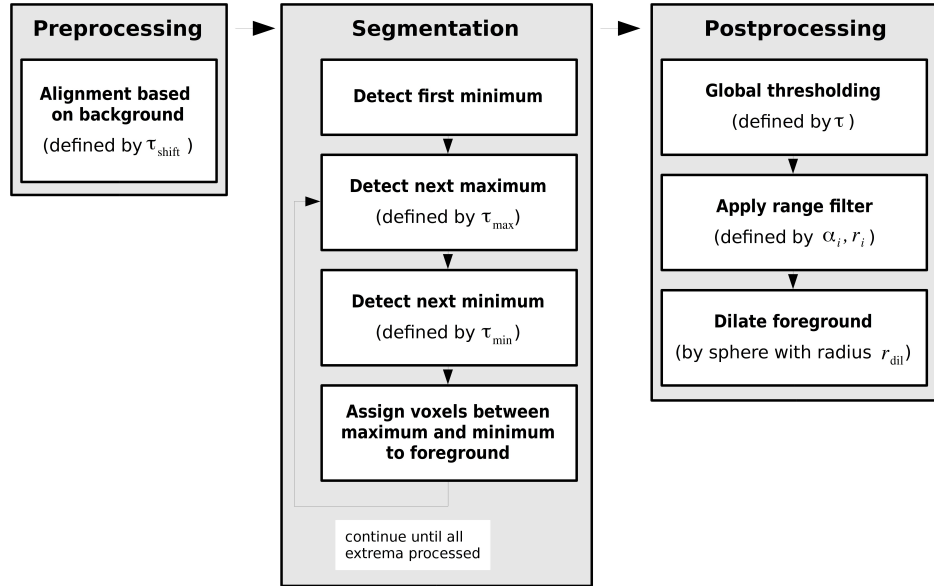 Preprocessing
Alignment based
on background
(defined by τshift )
Segmentation
Detect first minimum
Detect next maximum
(defined by τmax)
Detect next minimum
(defined by τmin)
Assign voxels between
maximum and minimum
to foreground
continue until all
extrema processed
Postprocessing
Global thresholding
(defined by τ)
Apply range filter
(defined by αi, ri )
Dilate foreground
(by sphere with radius rdil)